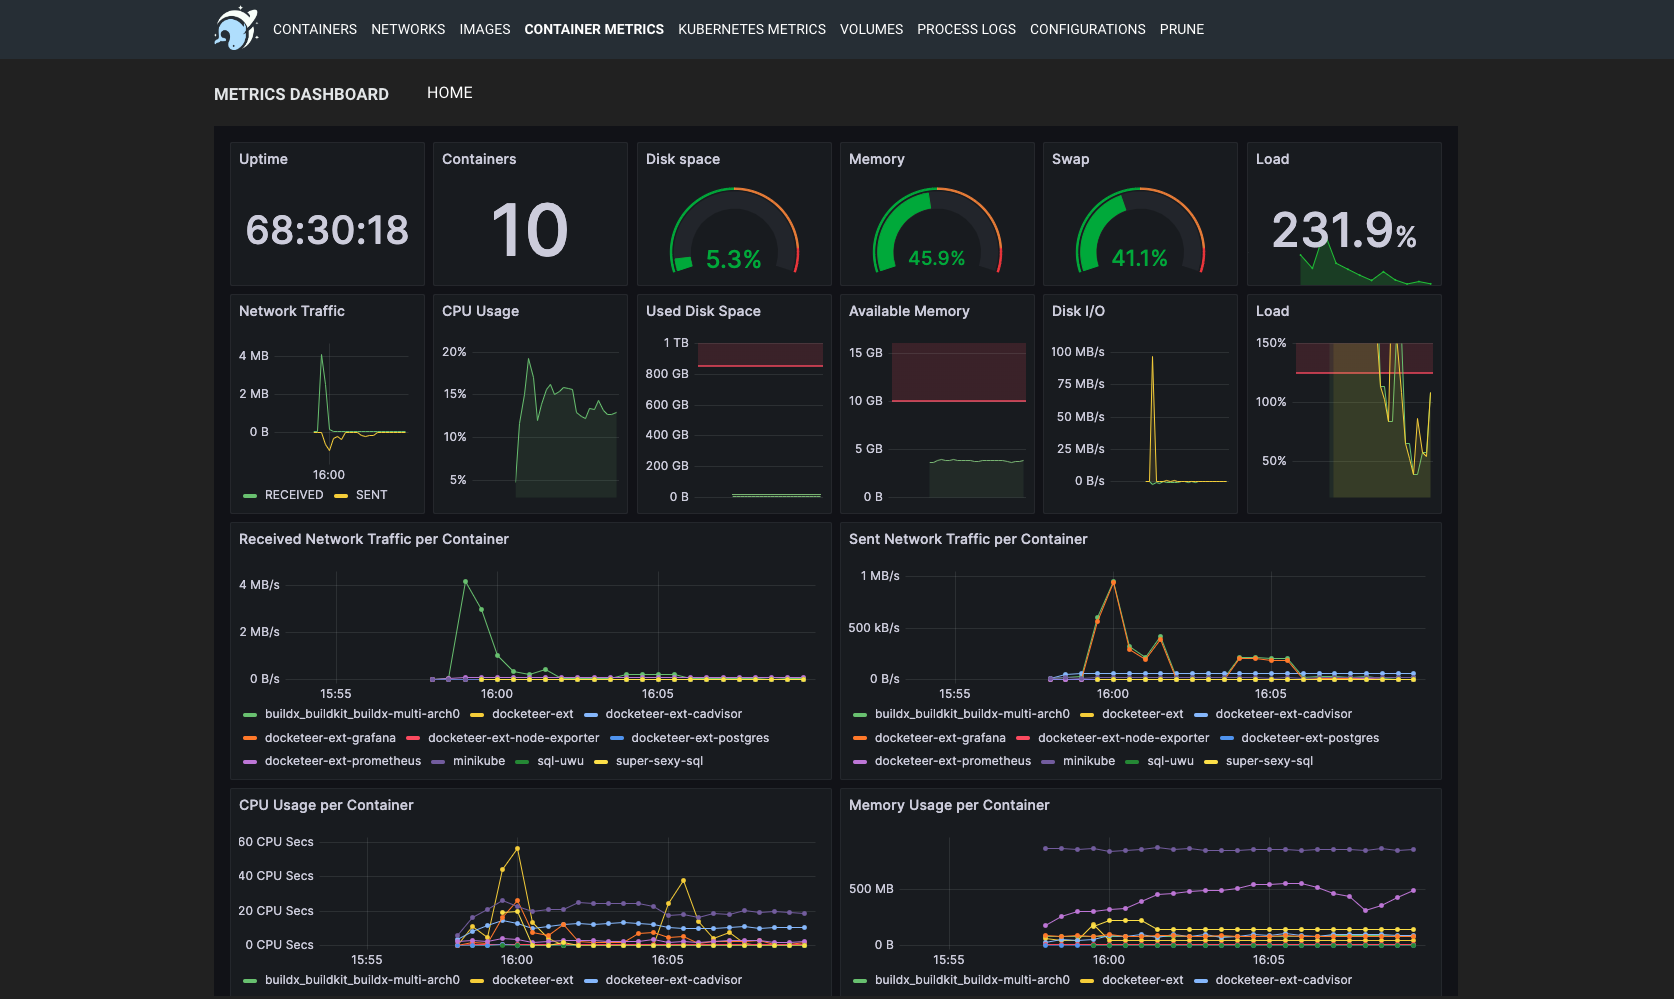 CONTAINERS NETWORKS IMAGES CONTAINER METRICS KUBERNETES METRICS VOLUMES PROCESS LOGS CONFIGURATIONS PRUNE
METRICS DASHBOARD HOME
Uptime
68:30:18
Containers
10
Disk space
5.3%
Memory
45.9%
Swap
41.1%
Load
231.9%
Network Traffic
4 MB
2 MB
0 B
16:00
RECEIVED SENT
CPU Usage
20%
15%
10%
5%
Used Disk Space
1 TB
800 GB
600 GB
400 GB
200 GB
0 B
Available Memory
15 GB
10 GB
5 GB
0 B
Disk I/O
100 MB/s
75 MB/s
50 MB/s
25 MB/s
0 B/s
Load
150%
100%
50%
Received Network Traffic per Container
4 MB/s
2 MB/s
0 B/s
15:55 16:00 16:05
buildx_buildkit_buildx-multi-arch0 docketeer-ext docketeer-ext-cadvisor
docketeer-ext-grafana docketeer-ext-node-exporter docketeer-ext-postgres
docketeer-ext-prometheus minikube sql-uwu super-sexy-sql
Sent Network Traffic per Container
1 MB/s
500 kB/s
0 B/s
15:55 16:00 16:05
buildx_buildkit_buildx-multi-arch0 docketeer-ext docketeer-ext-cadvisor
docketeer-ext-grafana docketeer-ext-node-exporter docketeer-ext-postgres
docketeer-ext-prometheus minikube sql-uwu super-sexy-sql
CPU Usage per Container
60 CPU Secs
40 CPU Secs
20 CPU Secs
0 CPU Secs
15:55 16:00 16:05
buildx_buildkit_buildx-multi-arch0 docketeer-ext docketeer-ext-cadvisor
Memory Usage per Container
500 MB
0 B
15:55 16:00 16:05
buildx_buildkit_buildx-multi-arch0 docketeer-ext docketeer-ext-cadvisor